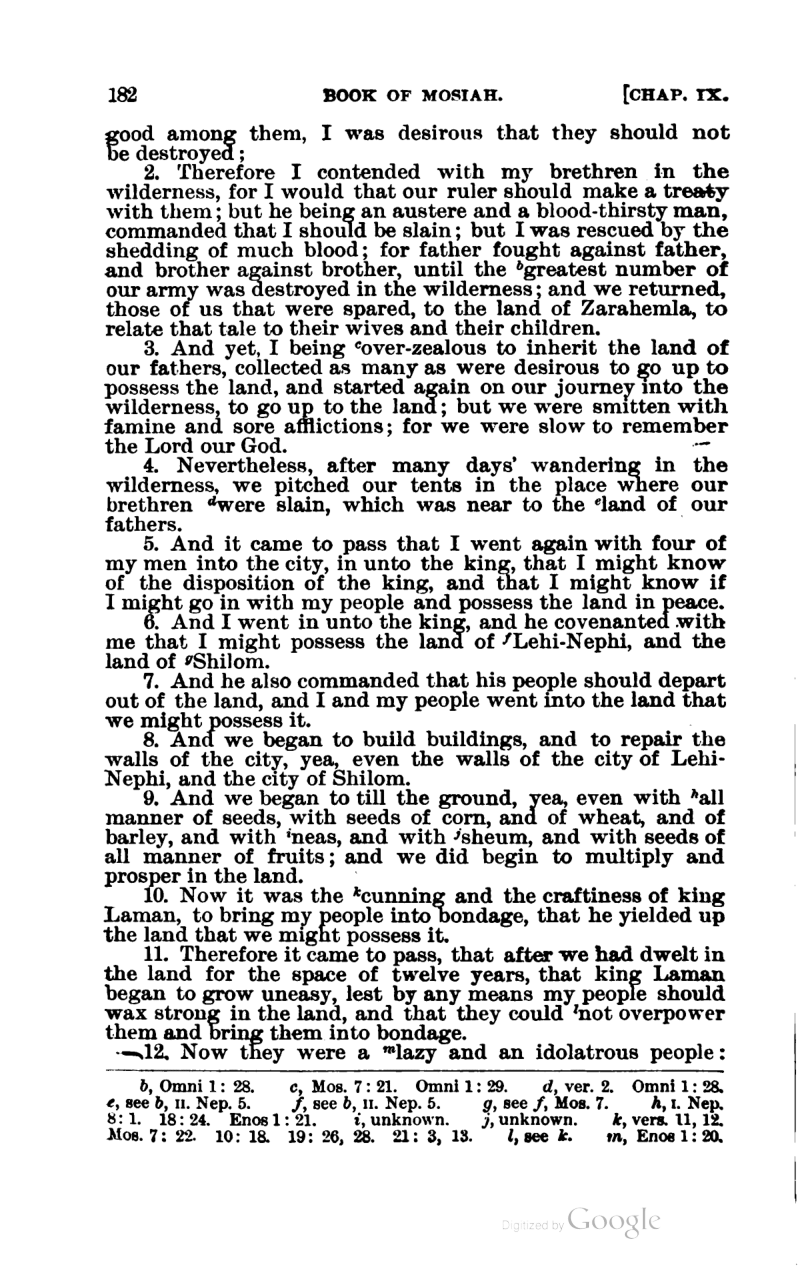 182 BOOK OF MOSIAH. [CHAP. IX.
good among them, I was desirous that they should not
be destroyed;
2. Therefore I contended with my brethren in the
wilderness, for I would that our ruler should make a treaty
with them; but he being an austere and a blood-thirsty man,
commanded that I should be slain; but I was rescued by the
shedding of much blood; for father fought against father,
and brother against brother, until the ᵇgreatest number of
our army was destroyed in the wilderness; and we returned,
those of us that were spared, to the land of Zarahemla, to
relate that tale to their wives and their children.
3. And yet, I being ᶜover-zealous to inherit the land of
our fathers, collected as many as were desirous to go up to
possess the land, and started again on our journey into the
wilderness, to go up to the land; but we were smitten with
famine and sore afflictions; for we were slow to remember
the Lord our God.
4. Nevertheless, after many days' wandering in the
wilderness, we pitched our tents in the place where our
brethren ᵈwere slain, which was near to the ᵉland of our
fathers.
5. And it came to pass that I went again with four of
my men into the city, in unto the king, that I might know
of the disposition of the king, and that I might know if
I might go in with my people and possess the land in peace.
6. And I went in unto the king, and he covenanted with
me that I might possess the land of ᶠLehi-Nephi, and the
land of ᵍShilom.
7. And he also commanded that his people should depart
out of the land, and I and my people went into the land that
we might possess it.
8. And we began to build buildings, and to repair the
walls of the city, yea, even the walls of the city of Lehi-
Nephi, and the city of Shilom.
9. And we began to till the ground, yea, even with ʰall
manner of seeds, with seeds of corn, and of wheat, and of
barley, and with ⁱneas, and with ʲsheum, and with seeds of
all manner of fruits; and we did begin to multiply and
prosper in the land.
10. Now it was the ᵏcunning and the craftiness of king
Laman, to bring my people into bondage, that he yielded up
the land that we might possess it.
11. Therefore it came to pass, that after we had dwelt in
the land for the space of twelve years, that king Laman
began to grow uneasy, lest by any means my people should
wax strong in the land, and that they could ˡnot overpower
them and bring them into bondage.
12. Now they were a ᵐlazy and an idolatrous people:
b, Omni 1: 28. c, Mos. 7: 21. Omni 1: 29. d, ver. 2. Omni 1: 28.
e, see b, II. Nep. 5. f, see b, II. Nep. 5. g, see f, Mos. 7. h, I. Nep.
8: 1. 18: 24. Enos 1: 21. i, unknown. j, unknown. k, vers. 11, 12.
Mos. 7: 22. 10: 18. 19: 26, 28. 21: 3, 13. l, see k. m, Enos 1: 20.
Digitized by Google